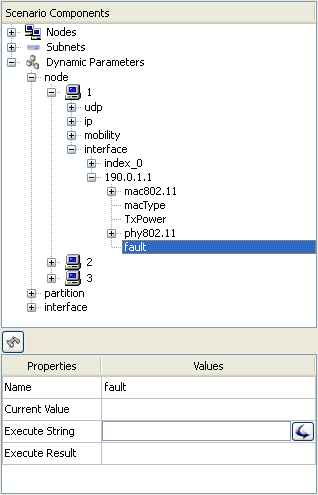 Scenario Components
Nodes
Subnets
Dynamic Parameters
node
1
udp
ip
mobility
interface
index_0
190.0.1.1
mac802.11
macType
TxPower
phy802.11
fault
2
3
partition
interface
Properties Values
Name fault
Current Value
Execute String
Execute Result